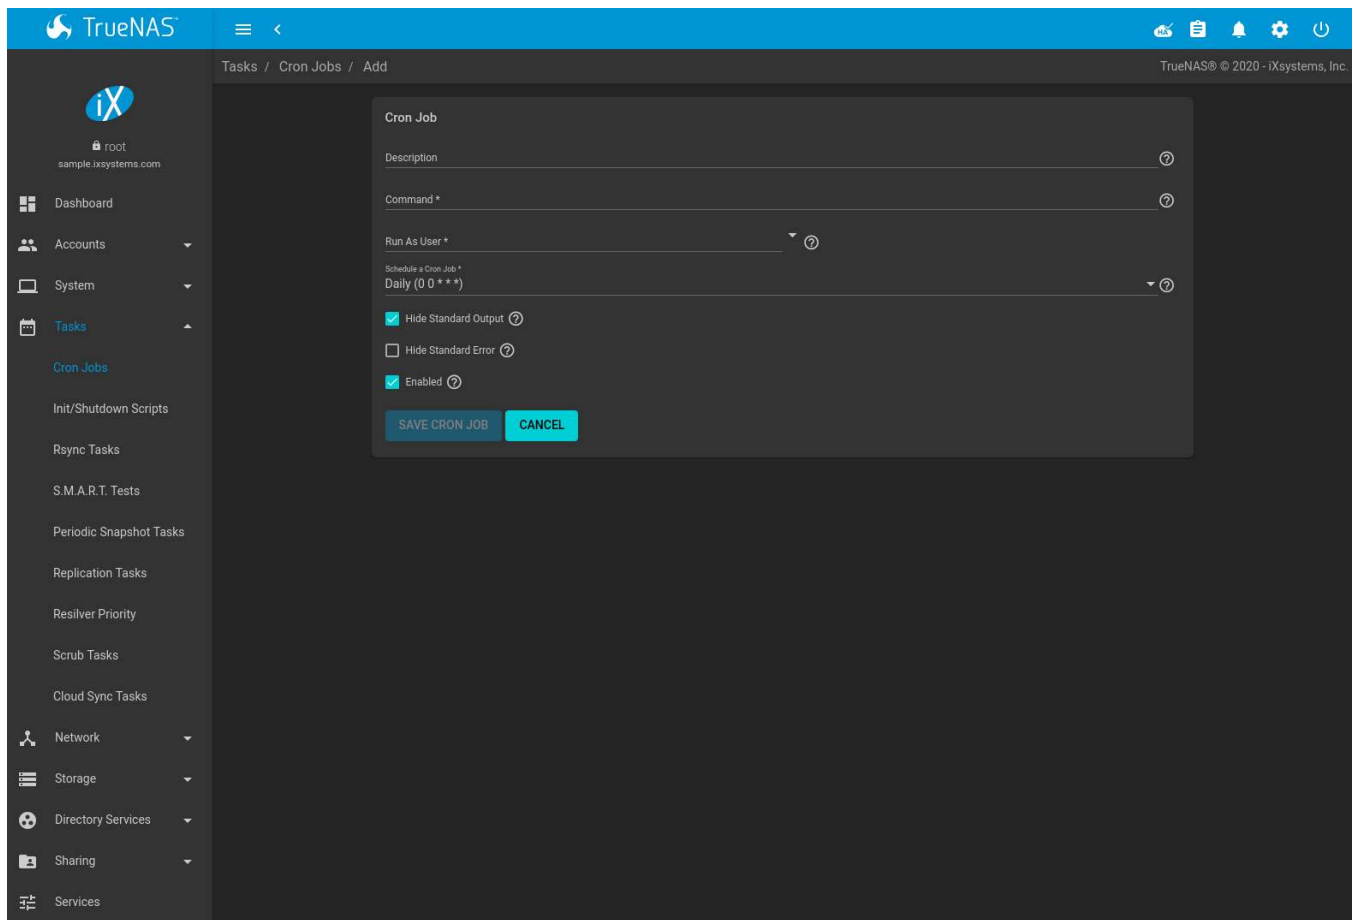 TrueNAS
HA
Tasks / Cron Jobs / Add
TrueNAS® © 2020 - iXsystems, Inc.
iX
root
sample.ixsystems.com
Dashboard
Accounts
System
Tasks
Cron Jobs
Init/Shutdown Scripts
Rsync Tasks
S.M.A.R.T. Tests
Periodic Snapshot Tasks
Replication Tasks
Resilver Priority
Scrub Tasks
Cloud Sync Tasks
Network
Storage
Directory Services
Sharing
Services
Cron Job
Description
Command *
Run As User *
Schedule a Cron Job *
Daily (0 0 * * *)
Hide Standard Output
Hide Standard Error
Enabled
SAVE CRON JOB CANCEL